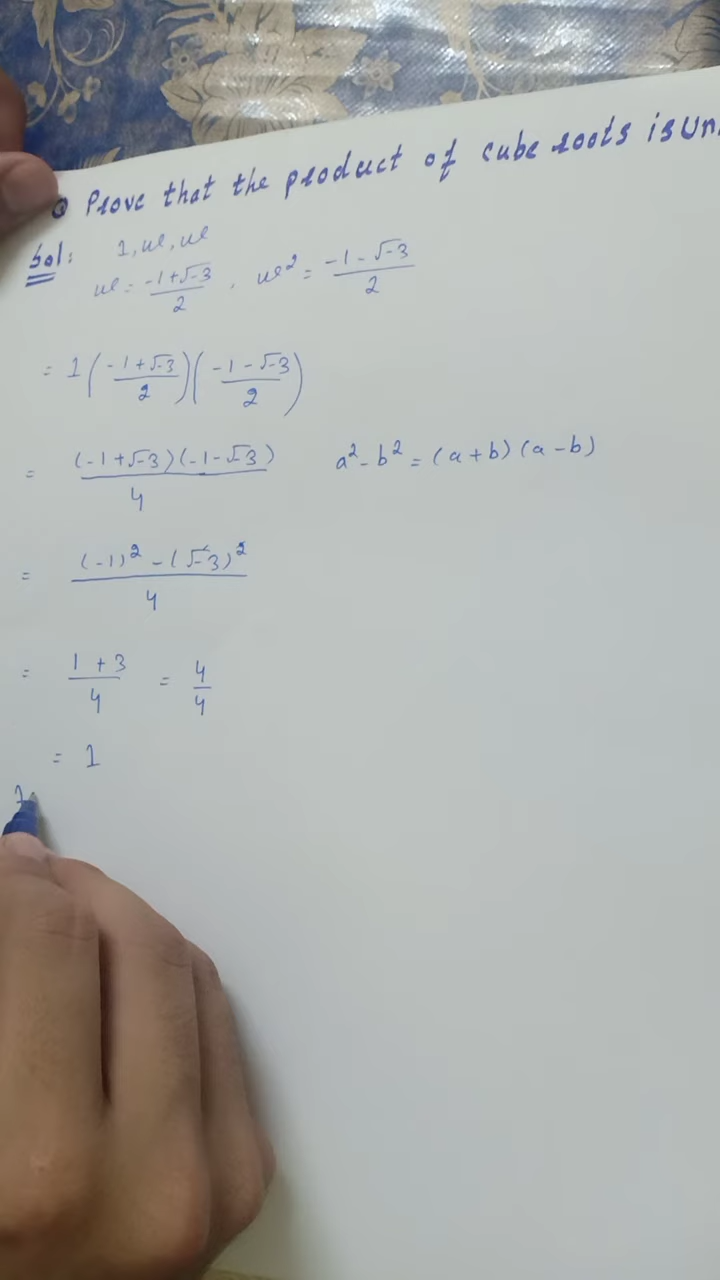 Q Prove that the product of cube roots is un
Sol: 1, ω, ω
ω = (-1+√-3)/2 , ω² = (-1-√-3)/2
= 1 ((-1+√-3)/2) ((-1-√-3)/2)
= (-1+√-3)(-1-√-3)/4 a² - b² = (a+b)(a-b)
= ((-1)² - (√-3)²)/4
= (1+3)/4 = 4/4
= 1